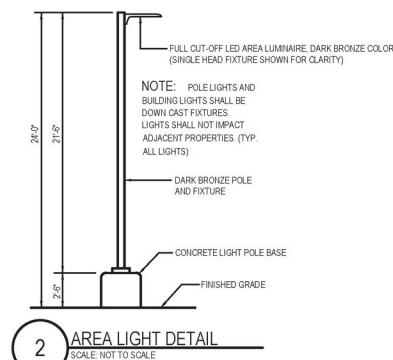 FULL CUT-OFF LED AREA LUMINAIRE, DARK BRONZE COLOR
(SINGLE HEAD FIXTURE SHOWN FOR CLARITY)
NOTE: POLE LIGHTS AND
BUILDING LIGHTS SHALL BE
DOWN CAST FIXTURES.
LIGHTS SHALL NOT IMPACT
ADJACENT PROPERTIES. (TYP.
ALL LIGHTS)
24'-0"
21'-6"
DARK BRONZE POLE
AND FIXTURE
CONCRETE LIGHT POLE BASE
2'-6"
FINISHED GRADE
2
AREA LIGHT DETAIL
SCALE: NOT TO SCALE